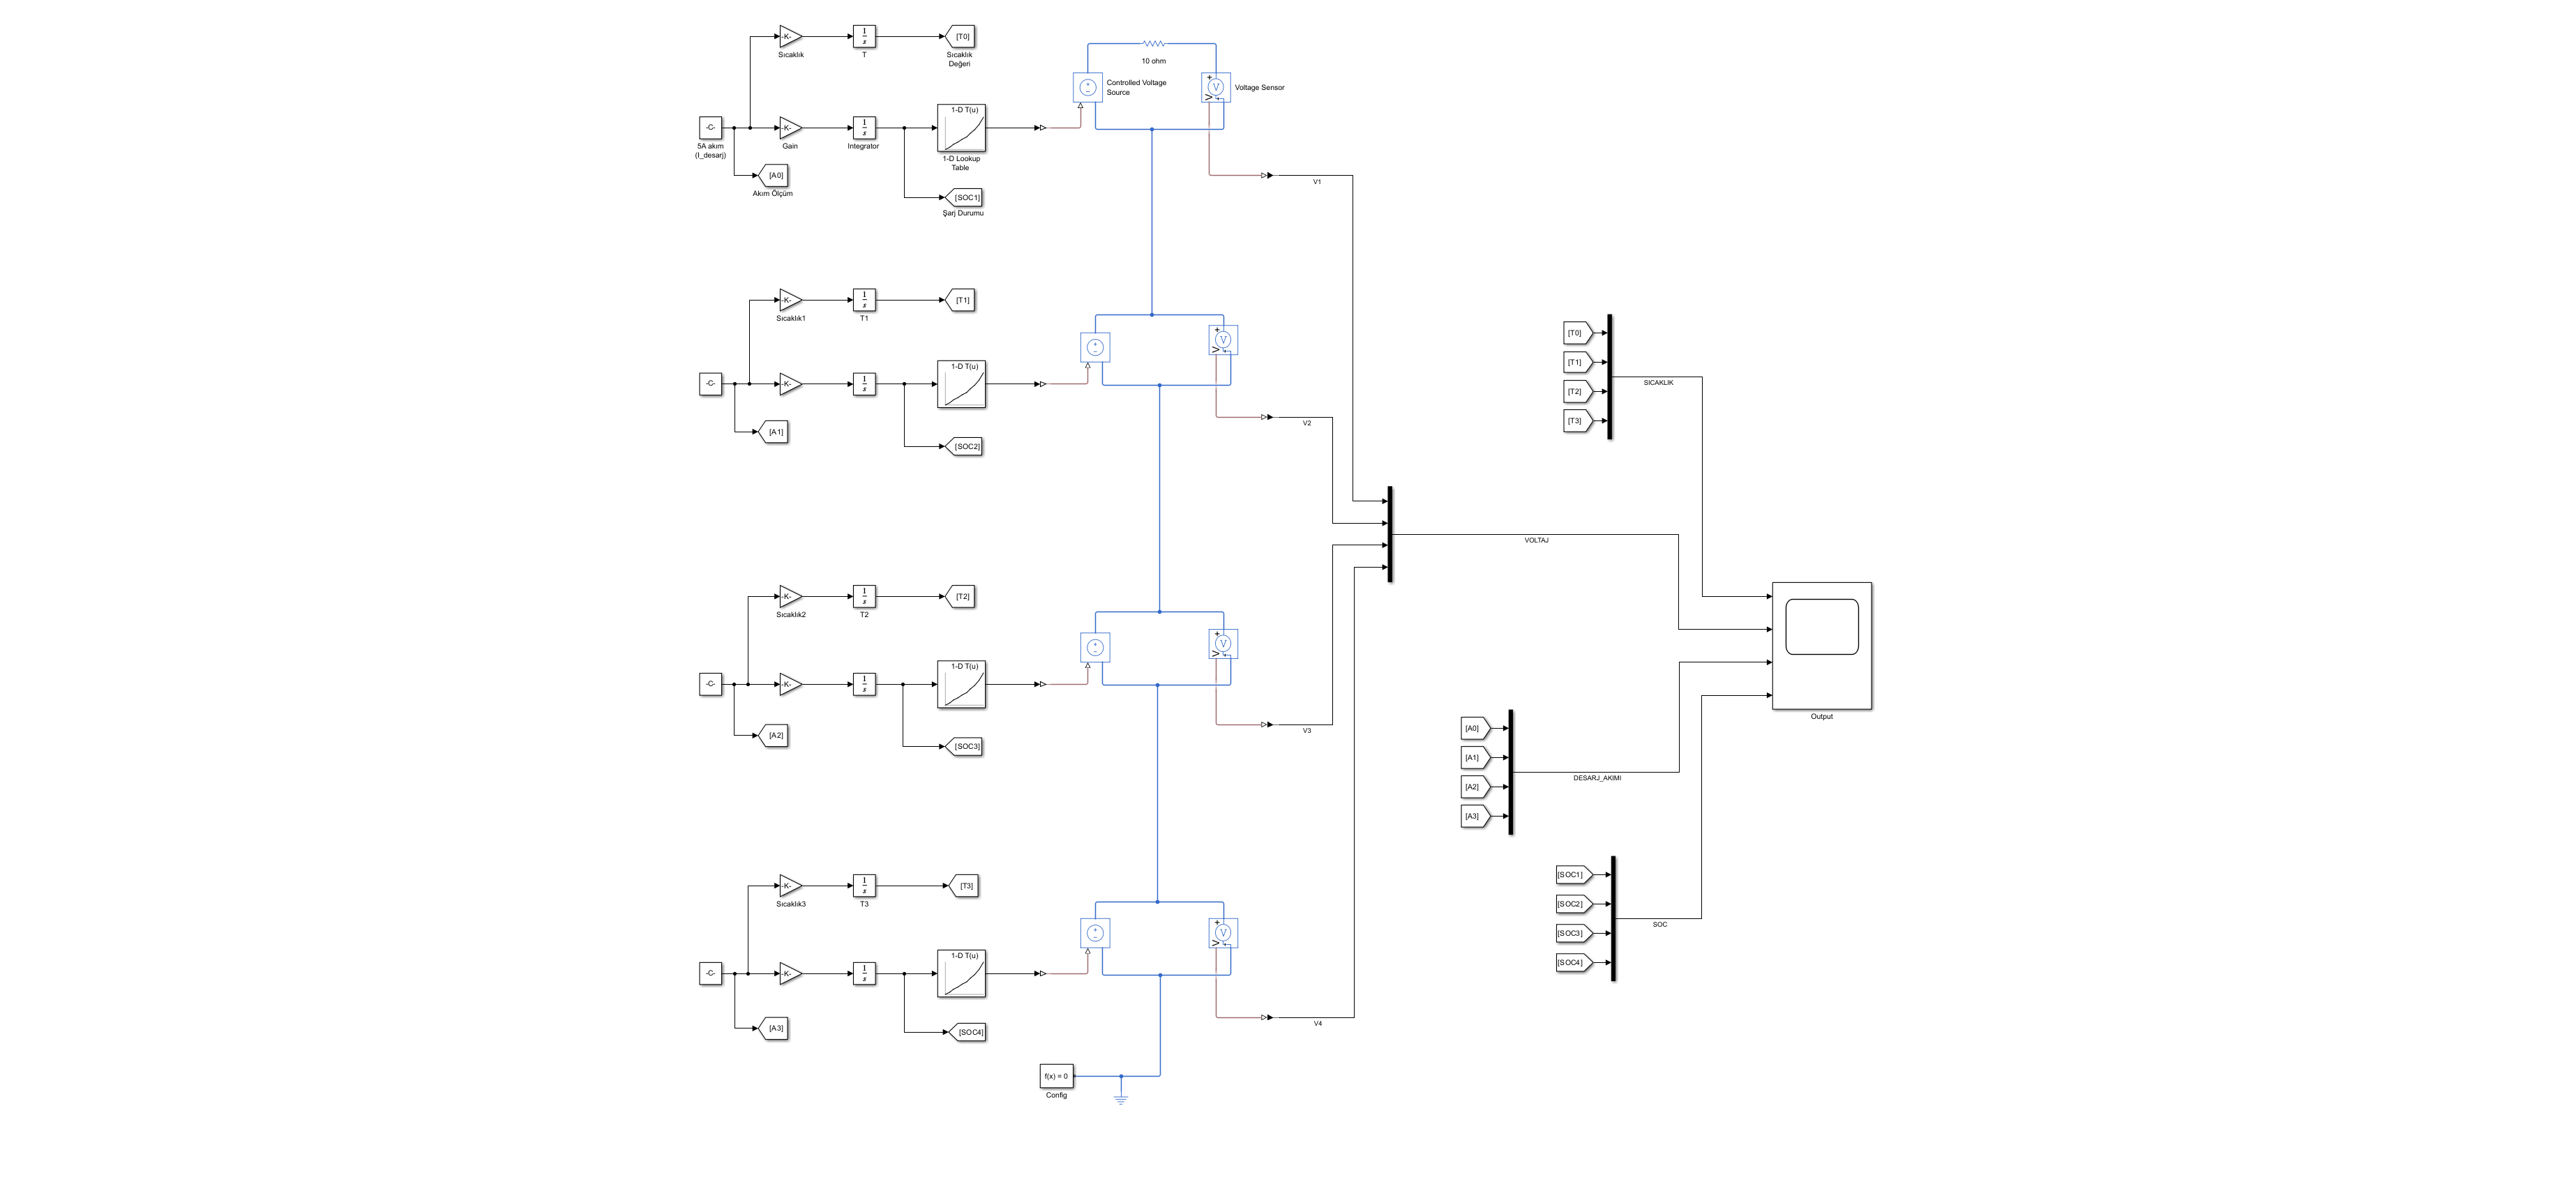 -K-
Sıcaklık
1
s
T
[T0]
Sıcaklık
Değeri
10 ohm
Controlled Voltage
Source
+
V
Voltage Sensor
-C-
5A akım
(I_desarj)
-K-
Gain
1
s
Integrator
1-D T(u)
1-D Lookup
Table
[A0]
Akım Ölçüm
[SOC1]
Şarj Durumu
V1
-K-
Sıcaklık1
1
s
T1
[T1]
-C-
-K-
1
s
1-D T(u)
+
V
[A1]
[SOC2]
V2
[T0]
[T1]
[T2]
[T3]
SICAKLIK
VOLTAJ
-K-
Sıcaklık2
1
s
T2
[T2]
-C-
-K-
1
s
1-D T(u)
+
V
[A2]
[SOC3]
V3
Output
[A0]
[A1]
[A2]
[A3]
DESARJ_AKIMI
-K-
Sıcaklık3
1
s
T3
[T3]
-C-
-K-
1
s
1-D T(u)
+
V
[A3]
[SOC4]
V4
[SOC1]
[SOC2]
[SOC3]
[SOC4]
SOC
f(x) = 0
Config